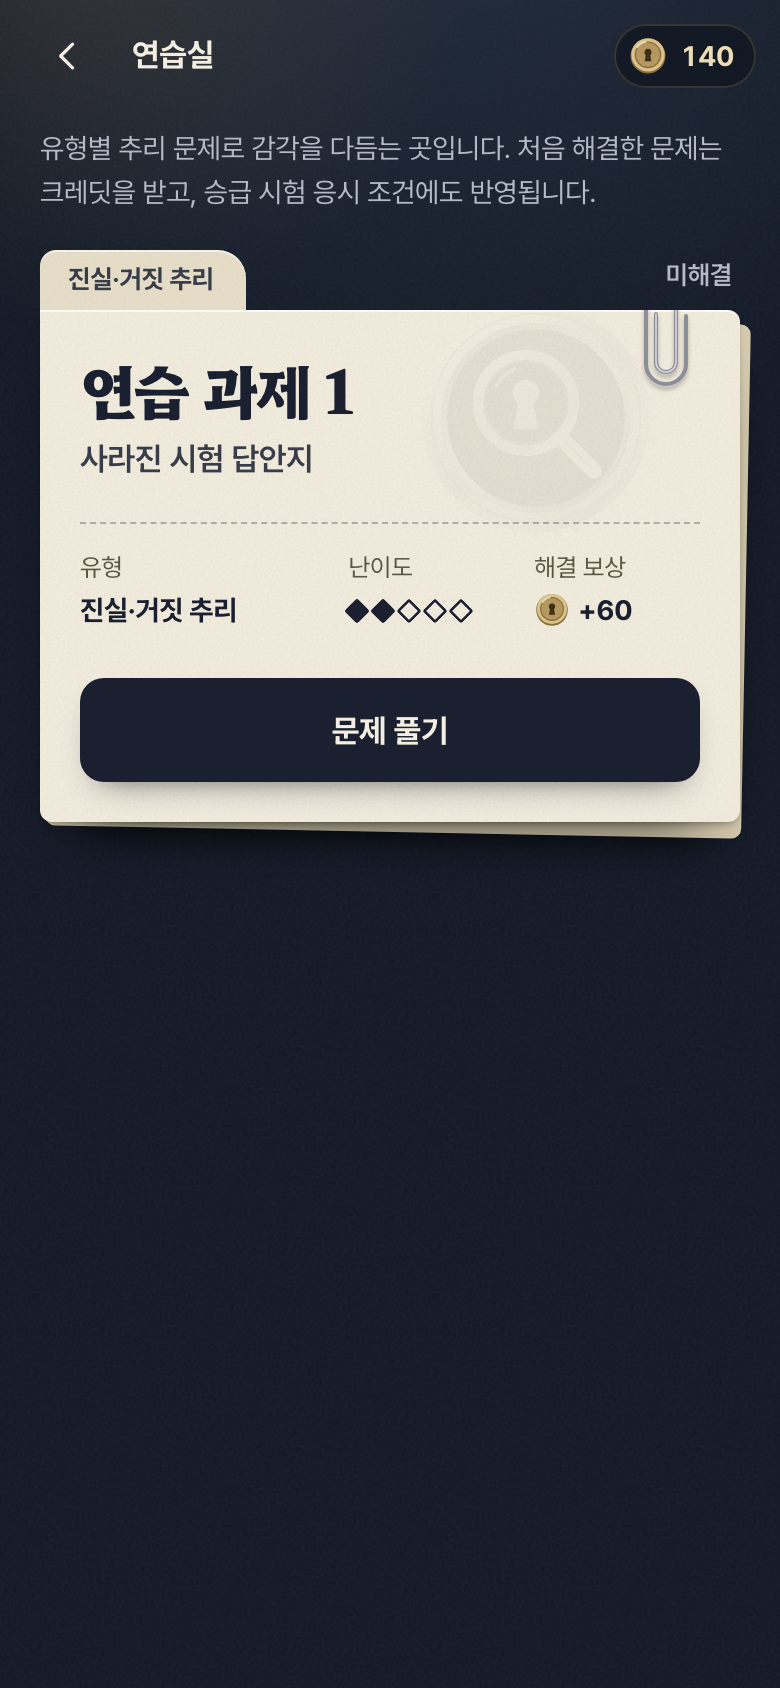 연습실
140
유형별 추리 문제로 감각을 다듬는 곳입니다. 처음 해결한 문제는
크레딧을 받고, 승급 시험 응시 조건에도 반영됩니다.
진실·거짓 추리
미해결
연습 과제 1
사라진 시험 답안지
유형
난이도
해결 보상
진실·거짓 추리
+60
문제 풀기